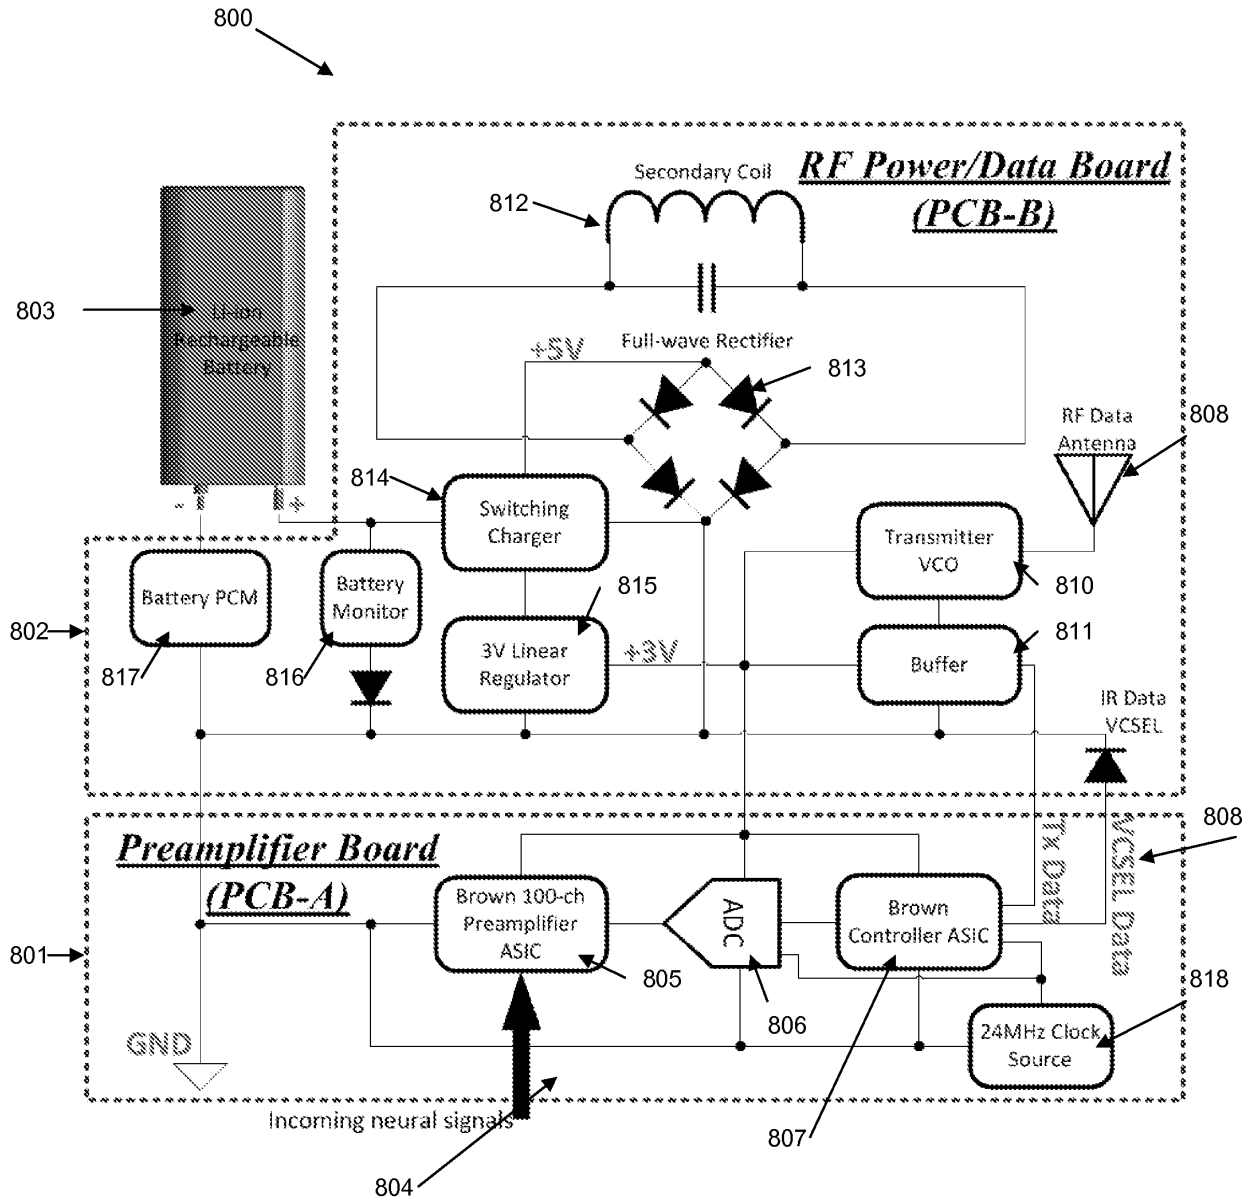 800
RF Power/Data Board
(PCB-B)
Secondary Coil
812
803
Li-ion
Rechargeable
Battery
- +
Full-wave Rectifier
+5V
813
RF Data
Antenna
808
814
Switching
Charger
Transmitter
VCO
810
Battery PCM
Battery
Monitor
815
802
817
816
3V Linear
Regulator
+3V
Buffer
811
IR Data
VCSEL
Preamplifier Board
(PCB-A)
Tx Data
VCSEL Data
808
Brown 100-ch
Preamplifier
ASIC
805
ADC
806
Brown
Controller ASIC
801
818
GND
24MHz Clock
Source
Incoming neural signals
807
804